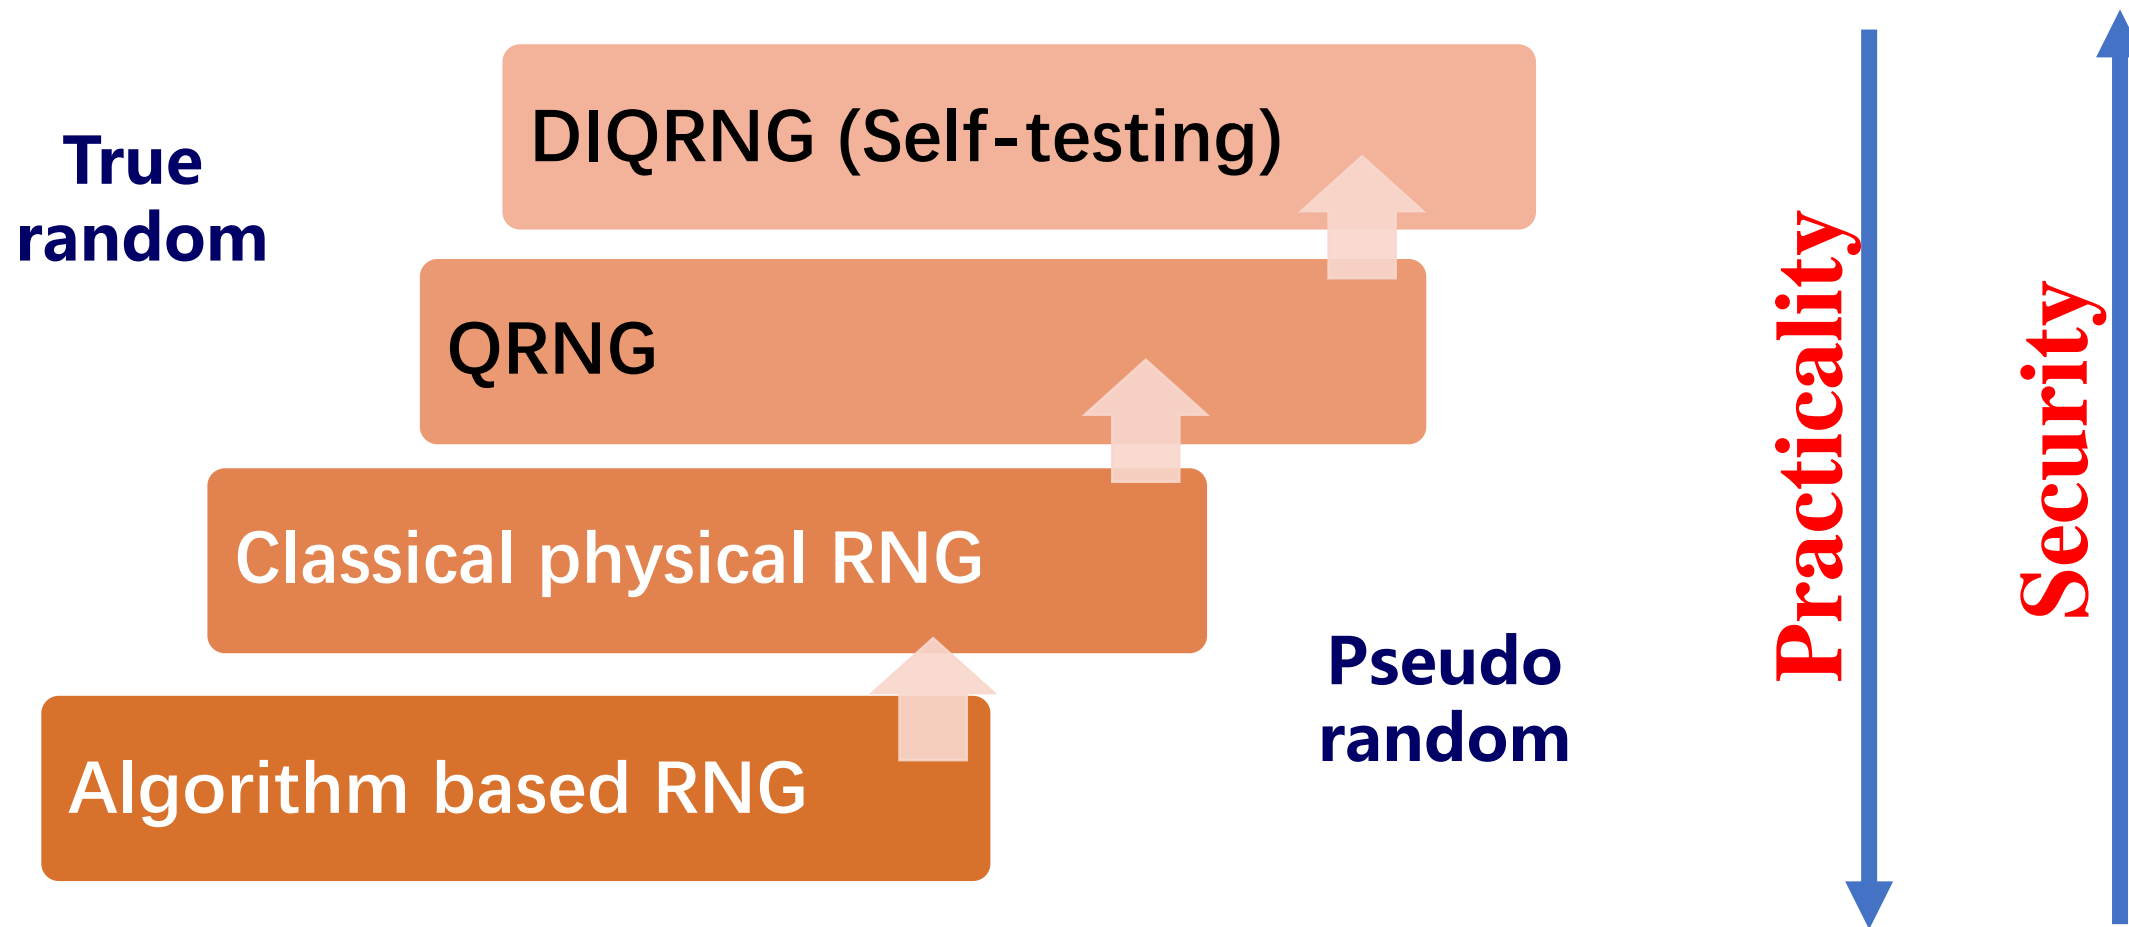 DIQRNG (Self-testing)
True
random
QRNG
Classical physical RNG
Pseudo
random
Algorithm based RNG
Practicality
Security